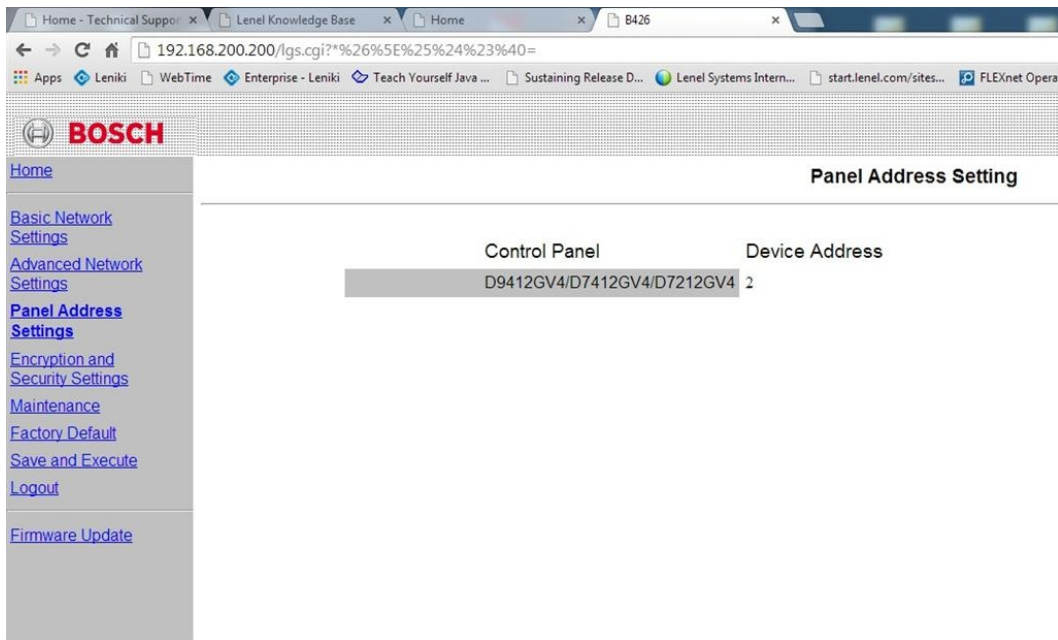 Home - Technical Suppor
Lenel Knowledge Base
Home
B426
192.168.200.200/lgs.cgi?*%26%5E%25%24%23%40=
Apps
Leniki
WebTime
Enterprise - Leniki
Teach Yourself Java ...
Sustaining Release D...
Lenel Systems Intern...
start.lenel.com/sites...
FLEXnet Opera
BOSCH
Home
Basic Network
Settings
Advanced Network
Settings
Panel Address
Settings
Encryption and
Security Settings
Maintenance
Factory Default
Save and Execute
Logout
Firmware Update
Panel Address Setting
Control Panel
Device Address
D9412GV4/D7412GV4/D7212GV4
2